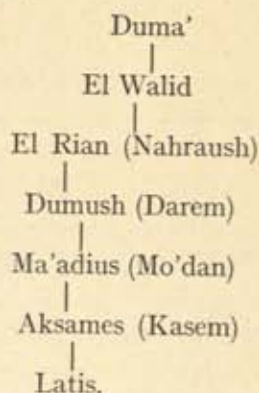 Duma’
El Walid
El Rian (Nahraush)
Dumush (Darem)
Ma’adius (Mo’dan)
Aksames (Kasem)
Latis.